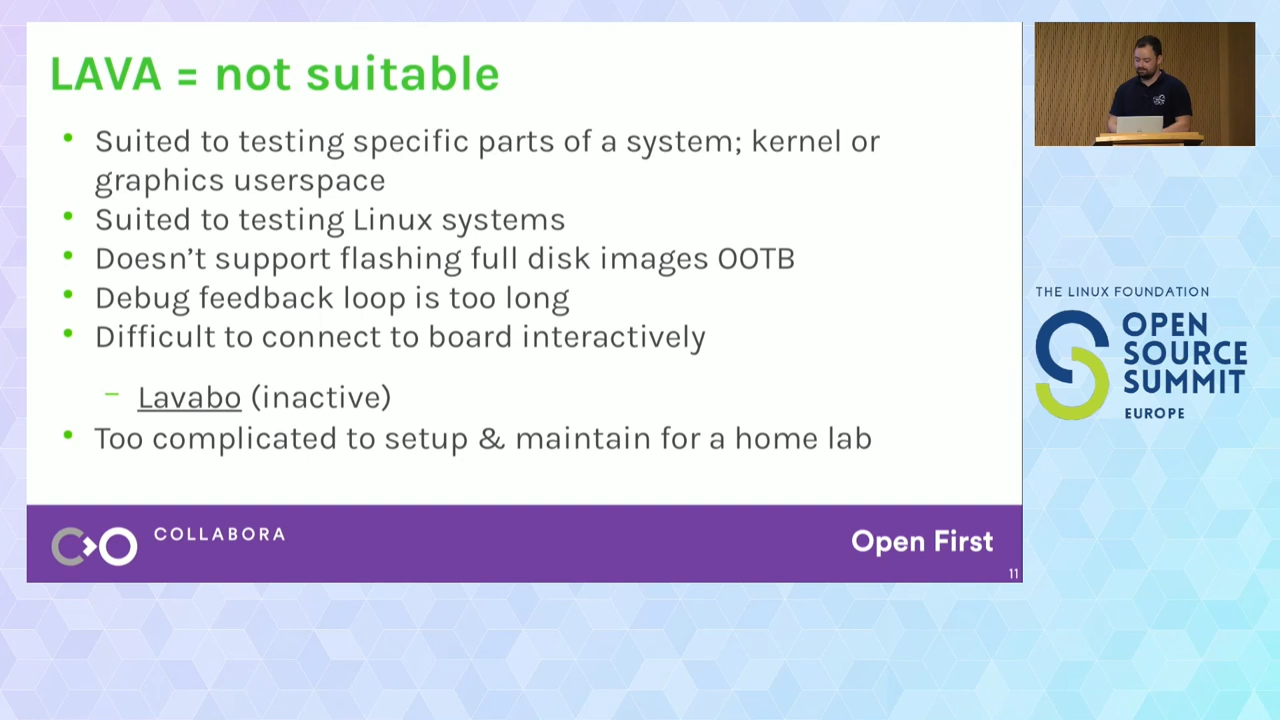 LAVA = not suitable
• Suited to testing specific parts of a system; kernel or
graphics userspace
• Suited to testing Linux systems
• Doesn't support flashing full disk images OOTB
• Debug feedback loop is too long
• Difficult to connect to board interactively
– Lavabo (inactive)
• Too complicated to setup & maintain for a home lab
COLLABORA
Open First
11
THE LINUX FOUNDATION
OPEN
SOURCE
SUMMIT
EUROPE